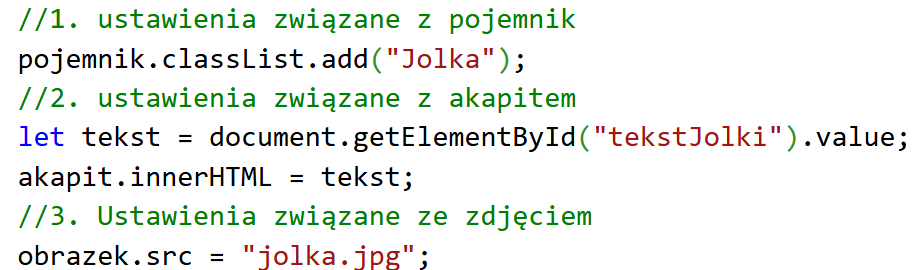 //1. ustawienia związane z pojemnik
pojemnik.classList.add("Jolka");
//2. ustawienia związane z akapitem
let tekst = document.getElementById("tekstJolki").value;
akapit.innerHTML = tekst;
//3. Ustawienia związane ze zdjęciem
obrazek.src = "jolka.jpg";